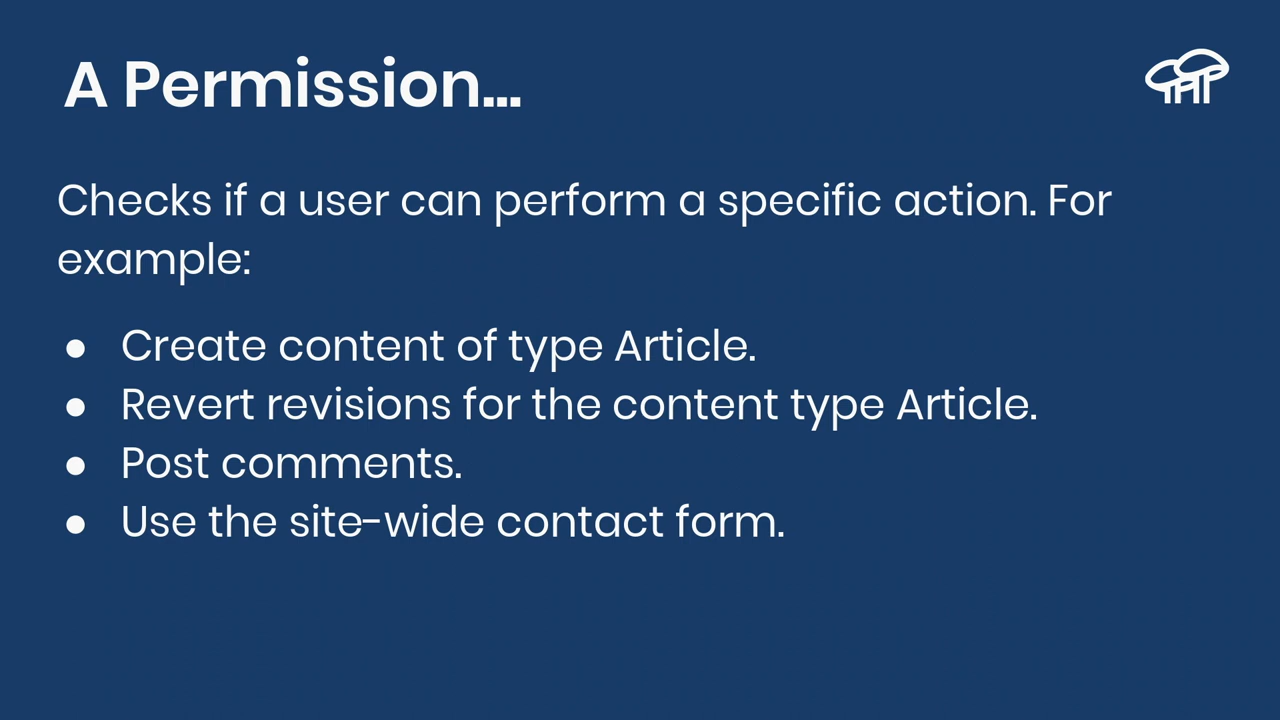 A Permission...
Checks if a user can perform a specific action. For
example:
● Create content of type Article.
● Revert revisions for the content type Article.
● Post comments.
● Use the site-wide contact form.